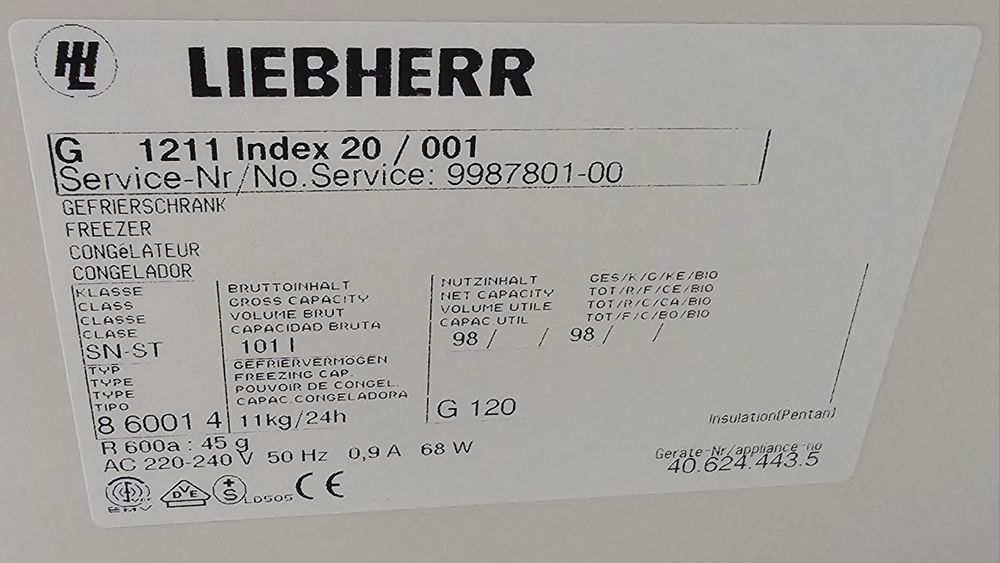 LIEBHERR
G 1211 Index 20 / 001
Service-Nr/No.Service: 9987801-00
GEFRIERSCHRANK
FREEZER
CONGéLATEUR
CONGELADOR
KLASSE
CLASS
CLASSE
CLASE
SN-ST
TYP
TYPE
TYPE
TIPO
8 6001 4
BRUTTOINHALT
GROSS CAPACITY
VOLUME BRUT
CAPACIDAD BRUTA
101 l
GEFRIERVERMÖGEN
FREEZING CAP.
POUVOIR DE CONGEL.
CAPAC.CONGELADORA
11kg/24h
NUTZINHALT GES/K/G/KE/BIO
NET CAPACITY TOT/R/F/CE/BIO
VOLUME UTILE TOT/R/C/CA/BIO
CAPAC.UTIL TOT/F/C/BO/BIO
98 / / 98 / /
G 120
Insulation(Pentan)
R 600a : 45 g
AC 220-240 V 50 Hz 0,9 A 68 W
Geräte-Nr/appliance-no
40.624.443.5
EMV DVE S LD505 CE